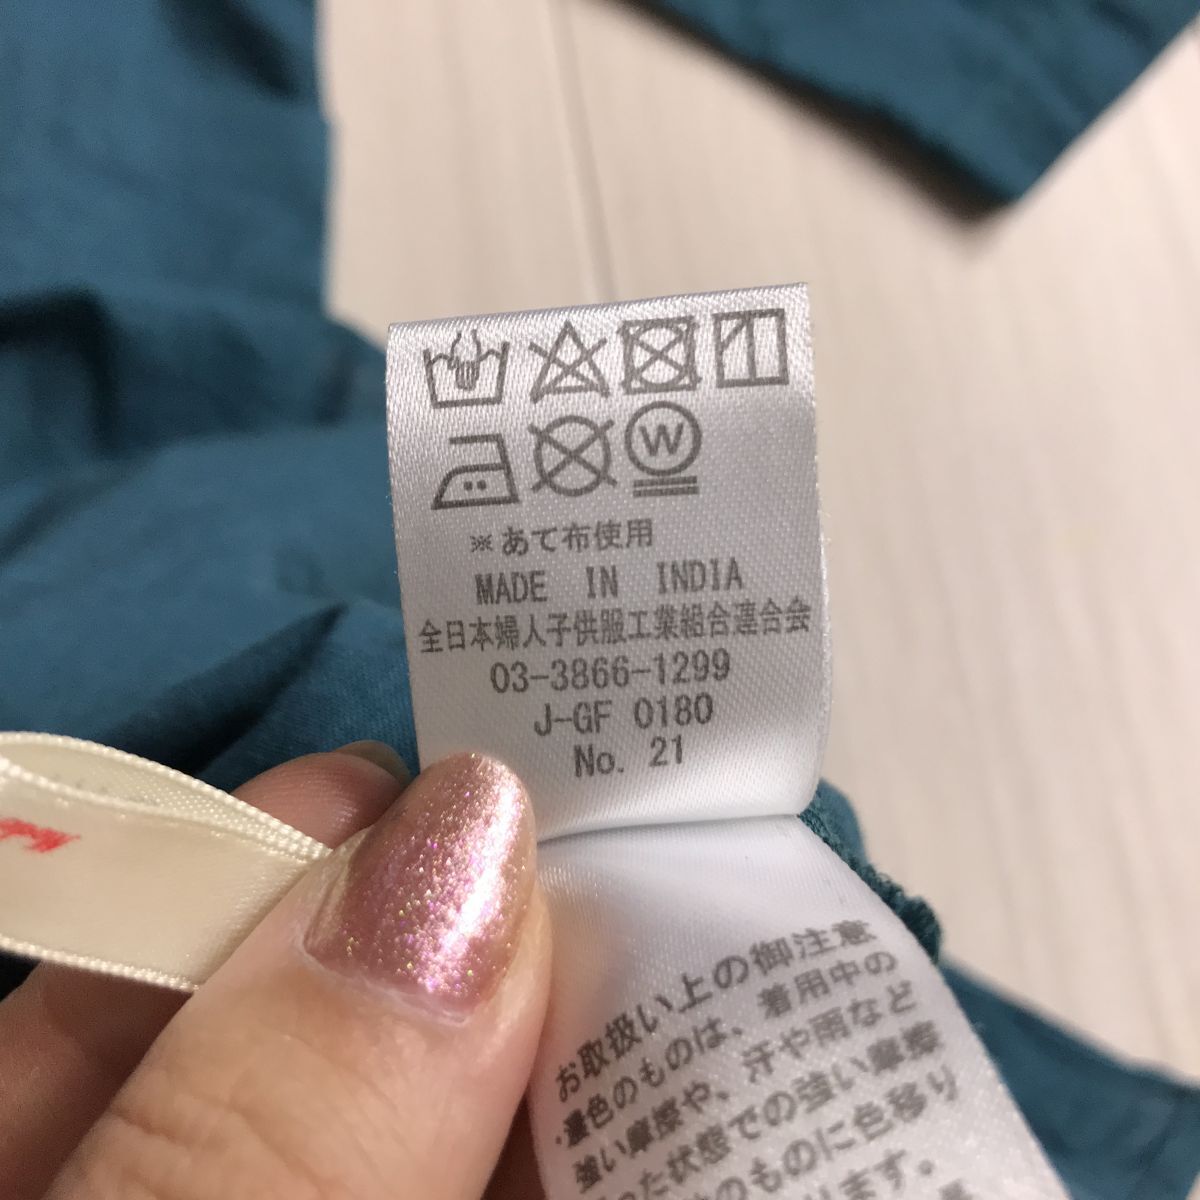 W
※あて布使用
MADE IN INDIA
全日本婦人子供服工業組合連合会
03-3866-1299
J-GF 0180
No. 21
お取扱い上の御注意
・濃色のものは、着用中の
強い摩擦や、汗や雨など
った状態での強い摩擦
のものに色移り
ります。